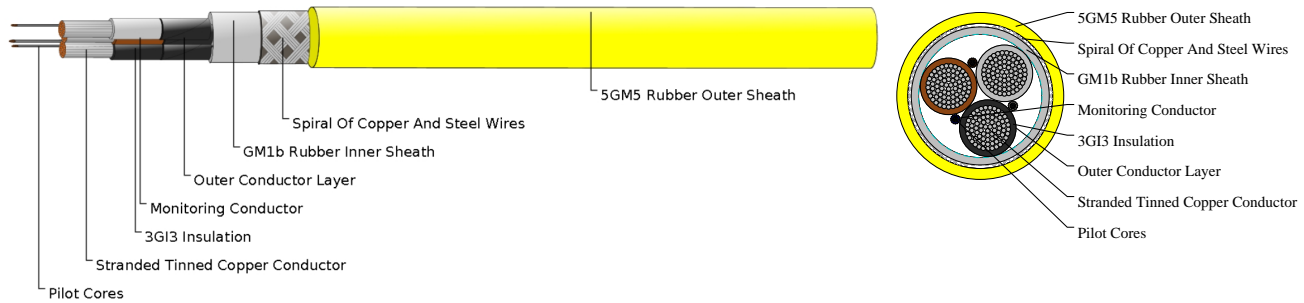 5GM5 Rubber Outer Sheath
Spiral Of Copper And Steel Wires
GM1b Rubber Inner Sheath
Outer Conductor Layer
Monitoring Conductor
3GI3 Insulation
Stranded Tinned Copper Conductor
Pilot Cores
5GM5 Rubber Outer Sheath
Spiral Of Copper And Steel Wires
GM1b Rubber Inner Sheath
Monitoring Conductor
3GI3 Insulation
Outer Conductor Layer
Stranded Tinned Copper Conductor
Pilot Cores